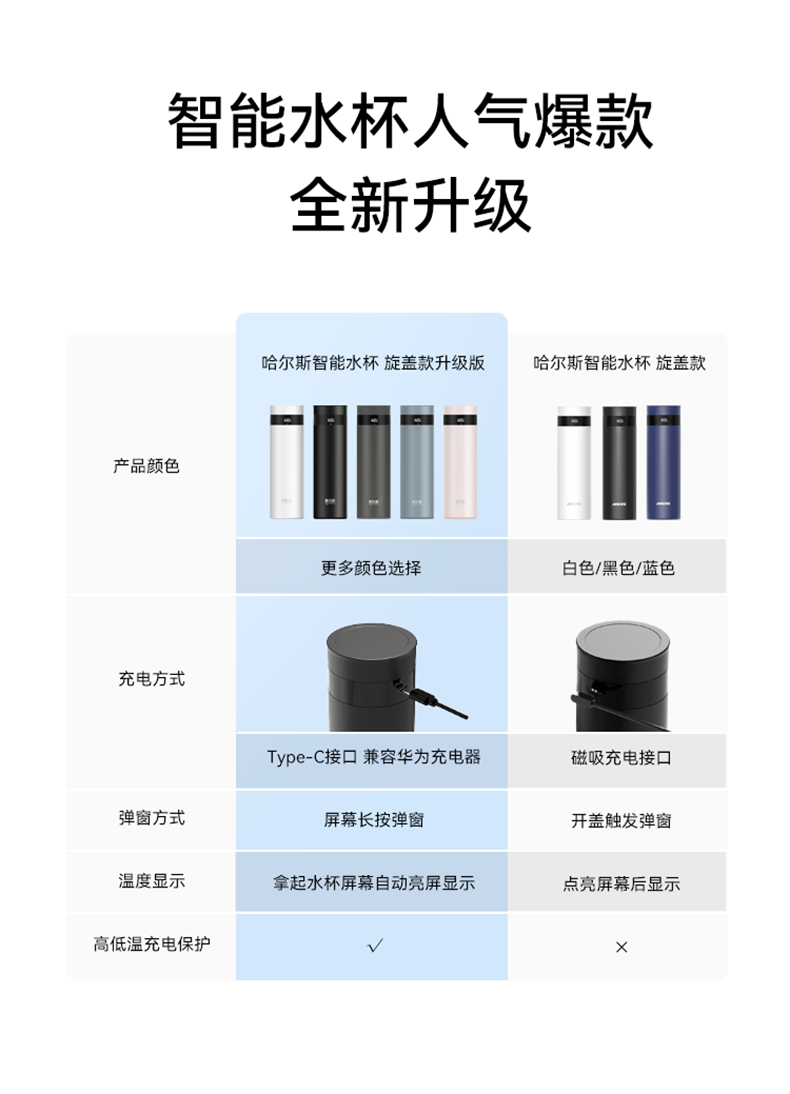 智能水杯人气爆款
全新升级
哈尔斯智能水杯 旋盖款升级版
哈尔斯智能水杯 旋盖款
产品颜色
更多颜色选择
白色/黑色/蓝色
充电方式
Type-C接口 兼容华为充电器
磁吸充电接口
弹窗方式
屏幕长按弹窗
开盖触发弹窗
温度显示
拿起水杯屏幕自动亮屏显示
点亮屏幕后显示
高低温充电保护
√
×